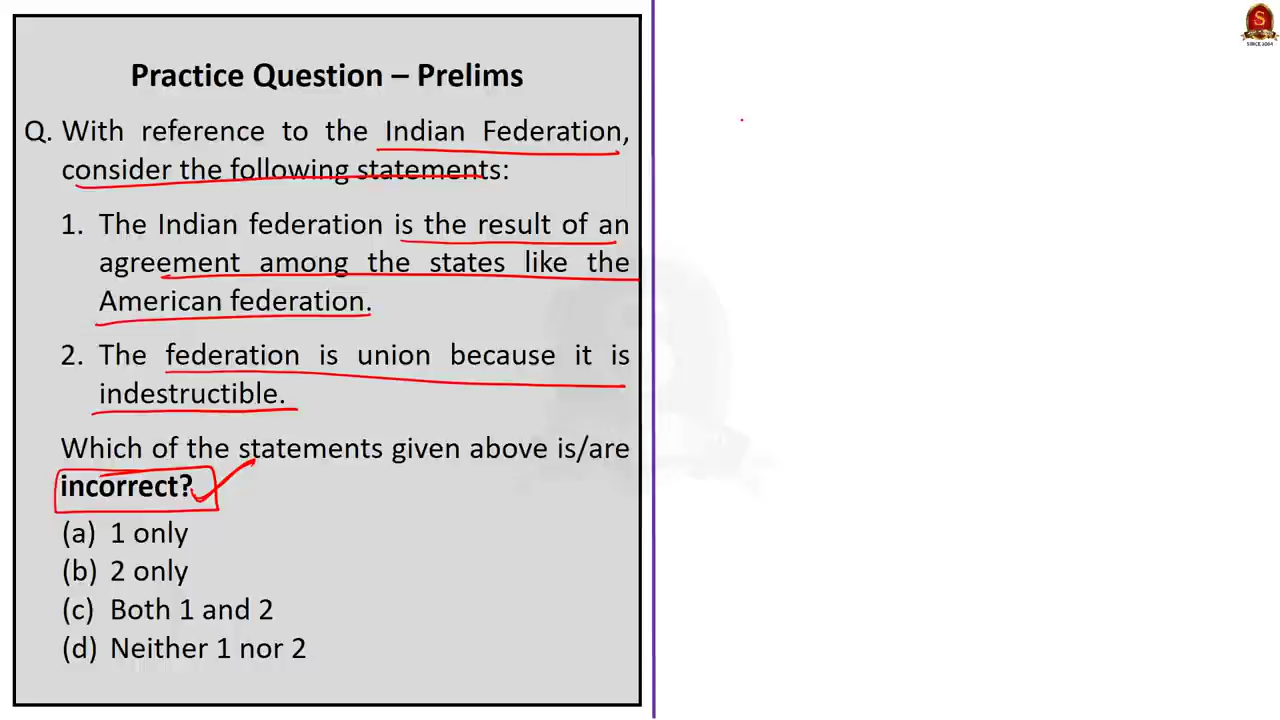 Practice Question – Prelims
Q. With reference to the Indian Federation,
consider the following statements:
1. The Indian federation is the result of an
agreement among the states like the
American federation.
2. The federation is union because it is
indestructible.
Which of the statements given above is/are
incorrect?
(a) 1 only
(b) 2 only
(c) Both 1 and 2
(d) Neither 1 nor 2
S